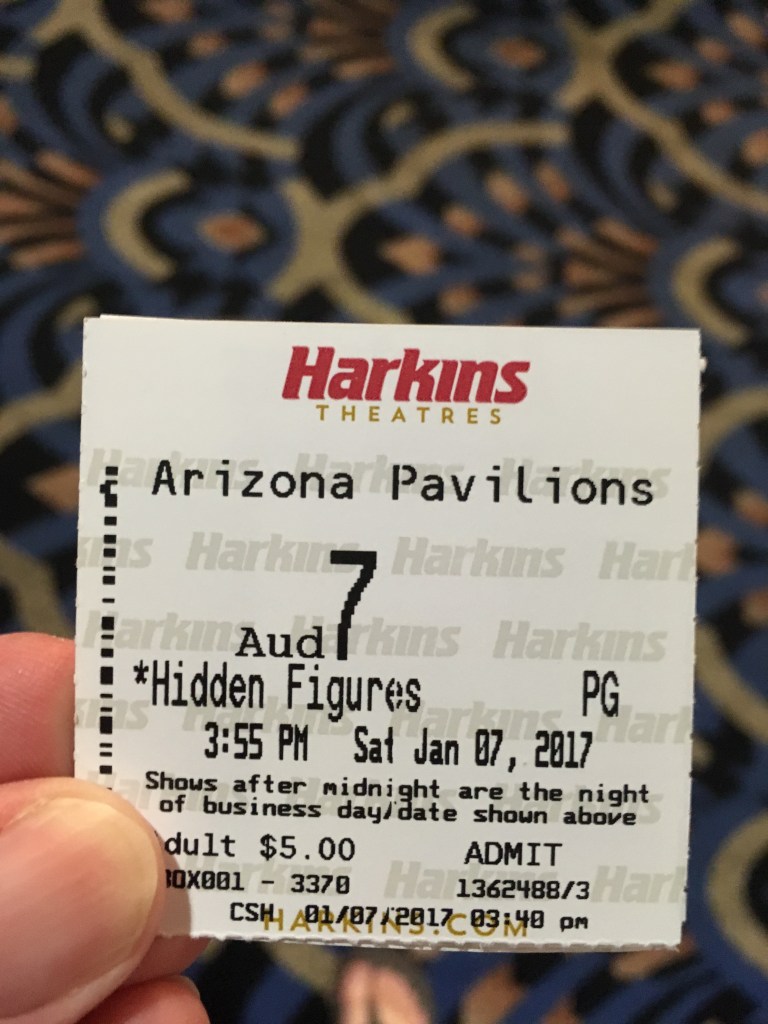 Harkins
THEATRES
Arizona Pavilions
Aud 7
*Hidden Figures PG
3:55 PM Sat Jan 07, 2017
Shows after midnight are the night
of business day/date shown above
dult $5.00 ADMIT
BOX001 - 3370 1362488/3
CSH 01/07/2017 03:40 pm
HARKINS.COM